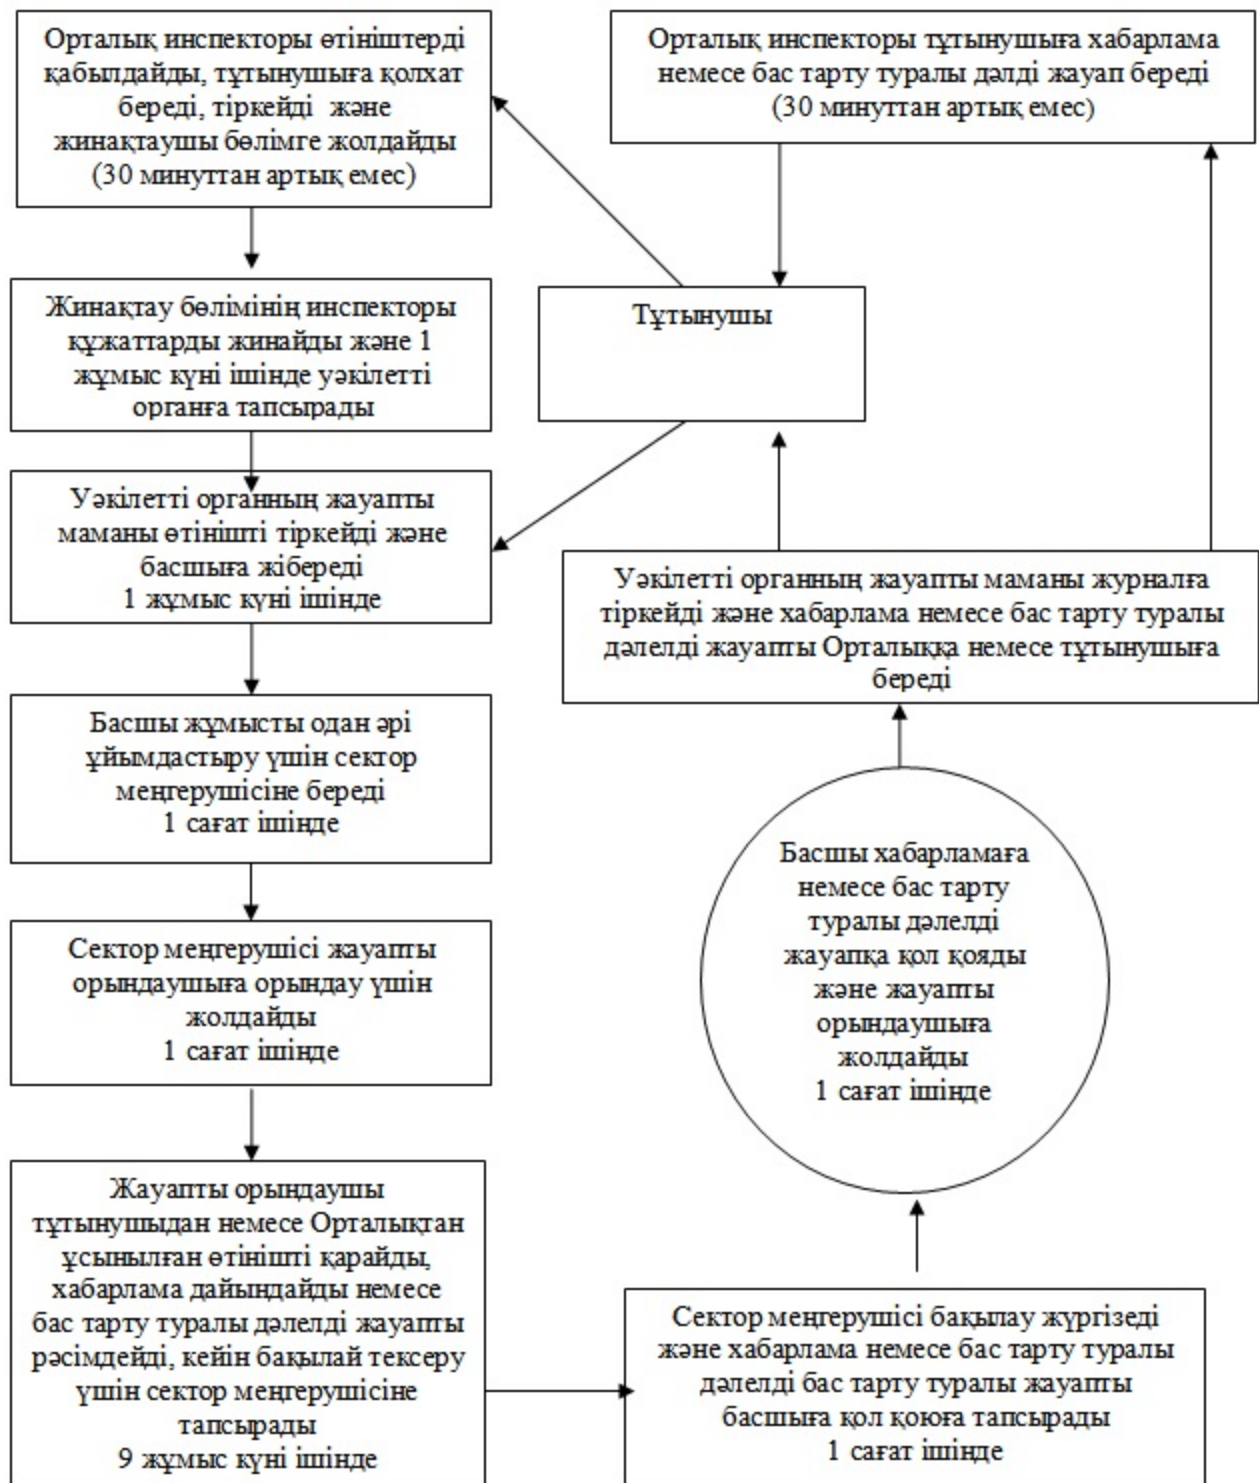 Орталық инспекторы өтініштерді
қабылдайды, тұтынушыға қолхат
береді, тіркейді және
жинақтаушы бөлімге жолдайды
(30 минуттан артық емес)
Орталық инспекторы тұтынушыға хабарлама
немесе бас тарту туралы дәлді жауап береді
(30 минуттан артық емес)
Жинақтау бөлімінің инспекторы
құжаттарды жинайды және 1
жұмыс күні ішінде уәкілетті
органға тапсырады
Тұтынушы
Уәкілетті органның жауапты
маманы өтінішті тіркейді және
басшыға жібереді
1 жұмыс күні ішінде
Уәкілетті органның жауапты маманы журналға
тіркейді және хабарлама немесе бас тарту туралы
дәлелді жауапты Орталыққа немесе тұтынушыға
береді
Басшы жұмысты одан әрі
ұйымдастыру үшін сектор
меңгерушісіне береді
1 сағат ішінде
Басшы хабарламаға
немесе бас тарту
туралы дәлелді
жауапқа қол қояды
және жауапты
орындаушыға
жолдайды
1 сағат ішінде
Сектор меңгерушісі жауапты
орындаушыға орындау үшін
жолдайды
1 сағат ішінде
Жауапты орындаушы
тұтынушыдан немесе Орталықтан
ұсынылған өтінішті қарайды,
хабарлама дайындайды немесе
бас тарту туралы дәлелді жауапты
рәсімдейді, кейін бақылай тексеру
үшін сектор меңгерушісіне
тапсырады
9 жұмыс күні ішінде
Сектор меңгерушісі бақылау жүргізеді
және хабарлама немесе бас тарту туралы
дәлелді бас тарту туралы жауапты
басшыға қол қоюға тапсырады
1 сағат ішінде